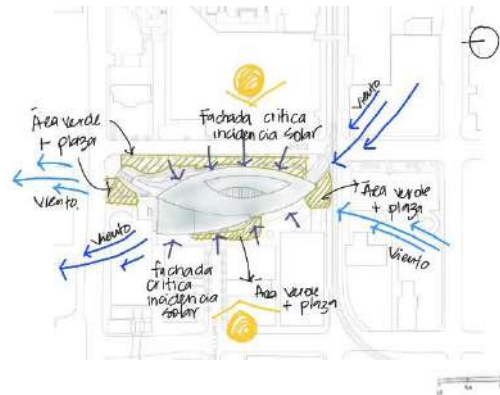 Viento
Fachada crítica
incidencia solar
Área verde
+ plaza
Viento.
Área verde
+ plaza
Viento
Viento
fachada
crítica
incidencia
solar
Área verde
+ plaza